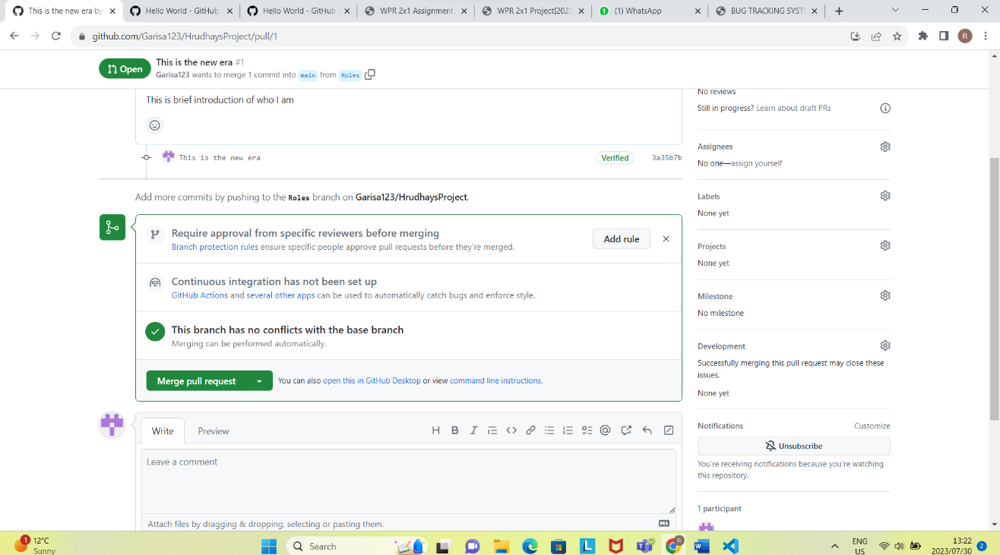 This is the new era by
Hello World - GitHub
Hello World - GitHub
WPR 2x1 Assignment
WPR 2x1 Project[2023
(1) WhatsApp
BUG TRACKING SYSTE
github.com/Garisa123/HrudhaysProject/pull/1
R
Open
This is the new era #1
Garisa123 wants to merge 1 commit into main from Roles
This is brief introduction of who I am
This is the new era
Verified
3a35b7b
Add more commits by pushing to the Roles branch on Garisa123/HrudhaysProject.
Require approval from specific reviewers before merging
Branch protection rules ensure specific people approve pull requests before they're merged.
Add rule
Continuous integration has not been set up
GitHub Actions and several other apps can be used to automatically catch bugs and enforce style.
This branch has no conflicts with the base branch
Merging can be performed automatically.
Merge pull request
You can also open this in GitHub Desktop or view command line instructions.
Write
Preview
Leave a comment
Attach files by dragging & dropping, selecting or pasting them.
No reviews
Still in progress? Learn about draft PRs
Assignees
No one—assign yourself
Labels
None yet
Projects
None yet
Milestone
No milestone
Development
Successfully merging this pull request may close these
issues.
None yet
Notifications
Customize
Unsubscribe
You're receiving notifications because you're watching
this repository.
1 participant
1
12°C
Sunny
Search
ENG
US
13:22
2023/07/30
2